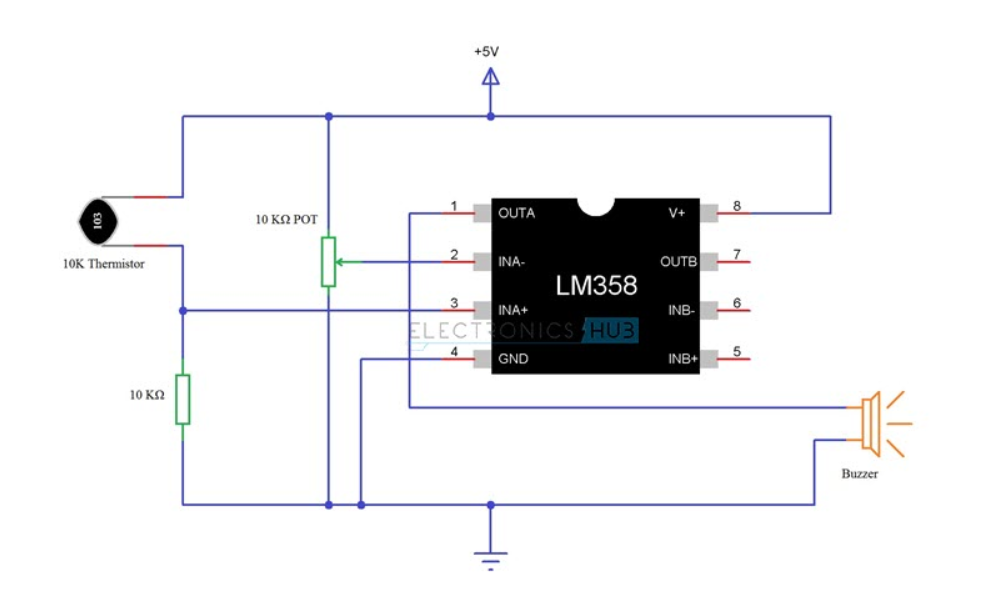 +5V
103
10K Thermistor
10 KΩ POT
1 OUTA V+ 8
2 INA- OUTB 7
LM358
3 INA+ INB- 6
ELECTRONICS HUB
4 GND INB+ 5
10 KΩ
Buzzer